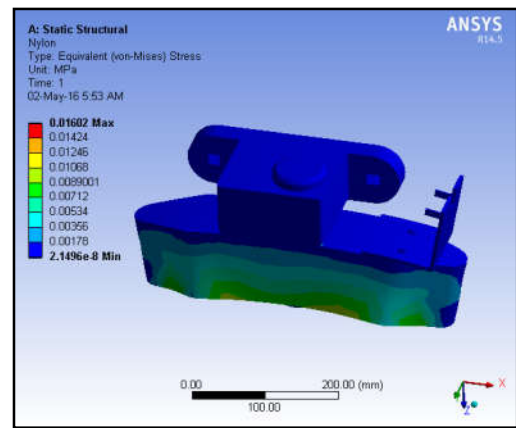 A: Static Structural
Nylon
Type: Equivalent (von-Mises) Stress
Unit: MPa
Time: 1
02-May-16 5:53 AM
ANSYS
R14.5
0.01602 Max
0.01424
0.01246
0.01068
0.0089001
0.00712
0.00534
0.00356
0.00178
2.1496e-8 Min
0.00 200.00 (mm)
100.00
X
Z